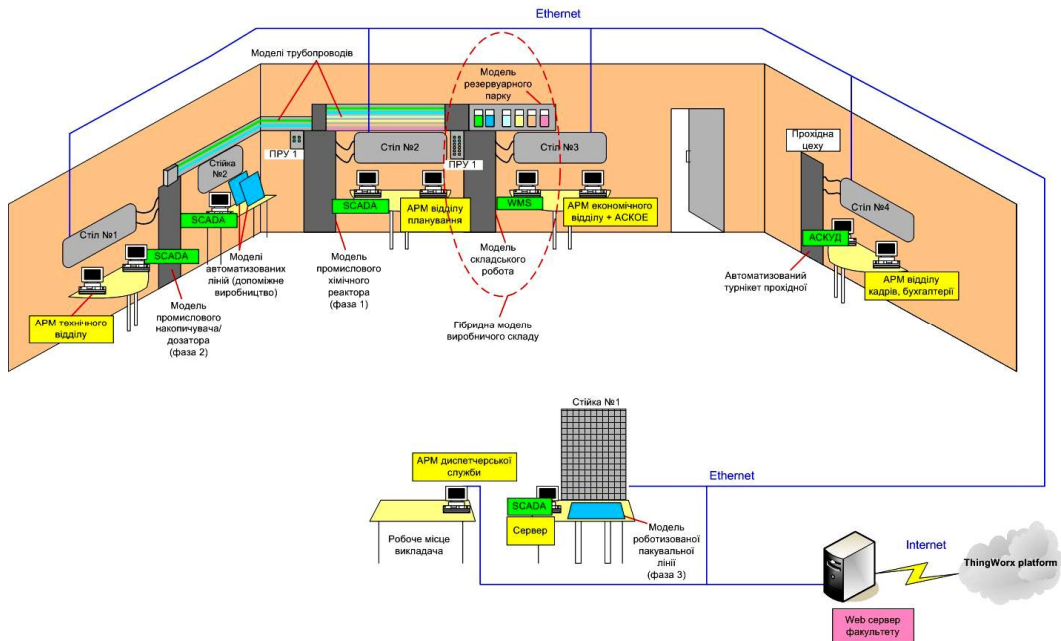 Ethernet
Моделі трубопроводів
Модель
резервуарного
парку
Прохідна
цеху
ПРУ 1
Стіл №2
ПРУ 1
Стіл №3
Стійка
№2
Стіл №1
Стіл №4
SCADA
SCADA
SCADA
АРМ відділу
планування
WMS
АРМ економічного
відділу + АСКОЕ
АСКУД
АРМ відділу
кадрів, бухгалтерії
АРМ технічного
відділу
Модель
промислового
накопичувача/
дозатора
(фаза 2)
Моделі
автоматизованих
ліній (допоміжне
виробництво)
Модель
промислового
хімічного
реактора
(фаза 1)
Модель
складського
робота
Гібридна модель
виробничого складу
Автоматизований
турнікет прохідної
Стійка №1
АРМ диспетчерської
служби
Ethernet
SCADA
Сервер
Робоче місце
викладача
Модель
роботизованої
пакувальної
лінії
(фаза 3)
Internet
ThingWorx platform
Web сервер
факультету